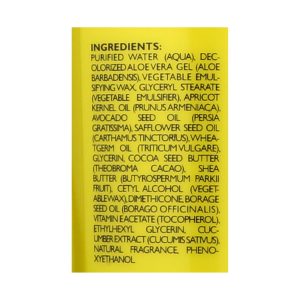 INGREDIENTS:
PURIFIED WATER (AQUA), DEC-
OLORIZED ALOE VERA GEL (ALOE
BARBADENSIS), VEGETABLE EMUL-
SIFYING WAX, GLYCERYL STEARATE
(VEGETABLE EMULSIFIER), APRICOT
KERNEL OIL (PRUNUS ARMENIACA),
AVOCADO SEED OIL (PERSIA
GRATISSIMA), SAFFLOWER SEED OIL
(CARTHAMUS TINCTORIUS), WHEA-
TGERM OIL (TRITICUM VULGARE),
GLYCERIN, COCOA SEED BUTTER
(THEOBROMA CACAO), SHEA
BUTTER (BUTYROSPERMUM PARKII
FRUIT), CETYL ALCOHOL (VEGET-
ABLE WAX), DIMETHICONE, BORAGE
SEED OIL (BORAGO OFFICINALIS),
VITAMIN E ACETATE (TOCOPHEROL),
ETHYLHEXYL GLYCERIN, CUC-
UMBER EXTRACT (CUCUMIS SATIVUS),
NATURAL FRAGRANCE, PHENO-
XYETHANOL